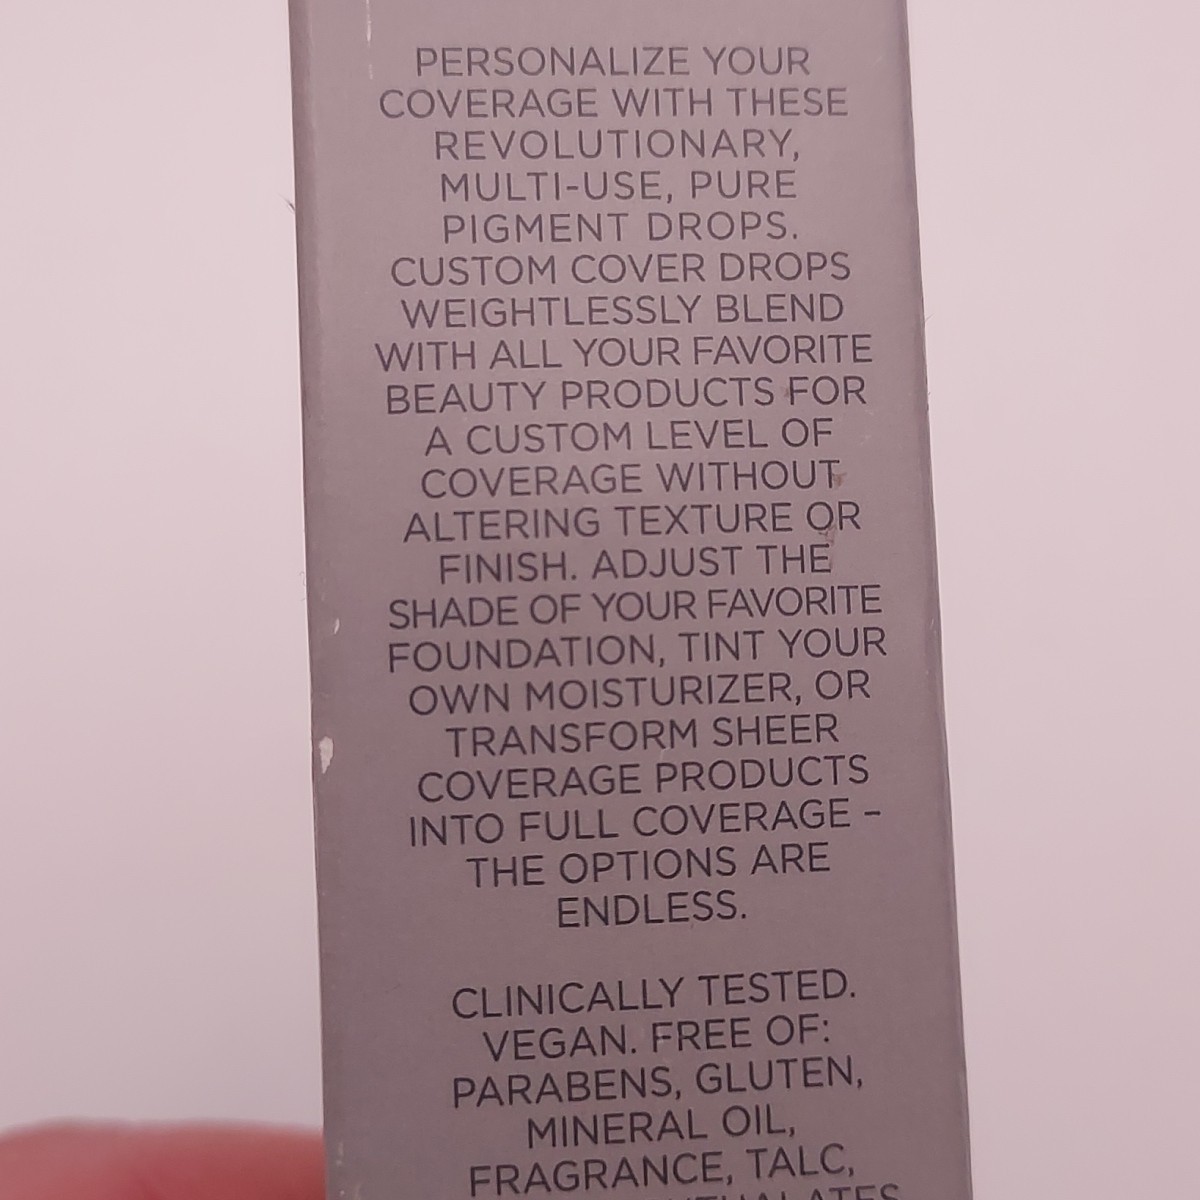 PERSONALIZE YOUR
COVERAGE WITH THESE
REVOLUTIONARY,
MULTI-USE, PURE
PIGMENT DROPS.
CUSTOM COVER DROPS
WEIGHTLESSLY BLEND
WITH ALL YOUR FAVORITE
BEAUTY PRODUCTS FOR
A CUSTOM LEVEL OF
COVERAGE WITHOUT
ALTERING TEXTURE OR
FINISH. ADJUST THE
SHADE OF YOUR FAVORITE
FOUNDATION, TINT YOUR
OWN MOISTURIZER, OR
TRANSFORM SHEER
COVERAGE PRODUCTS
INTO FULL COVERAGE –
THE OPTIONS ARE
ENDLESS.
CLINICALLY TESTED.
VEGAN. FREE OF:
PARABENS, GLUTEN,
MINERAL OIL,
FRAGRANCE, TALC,